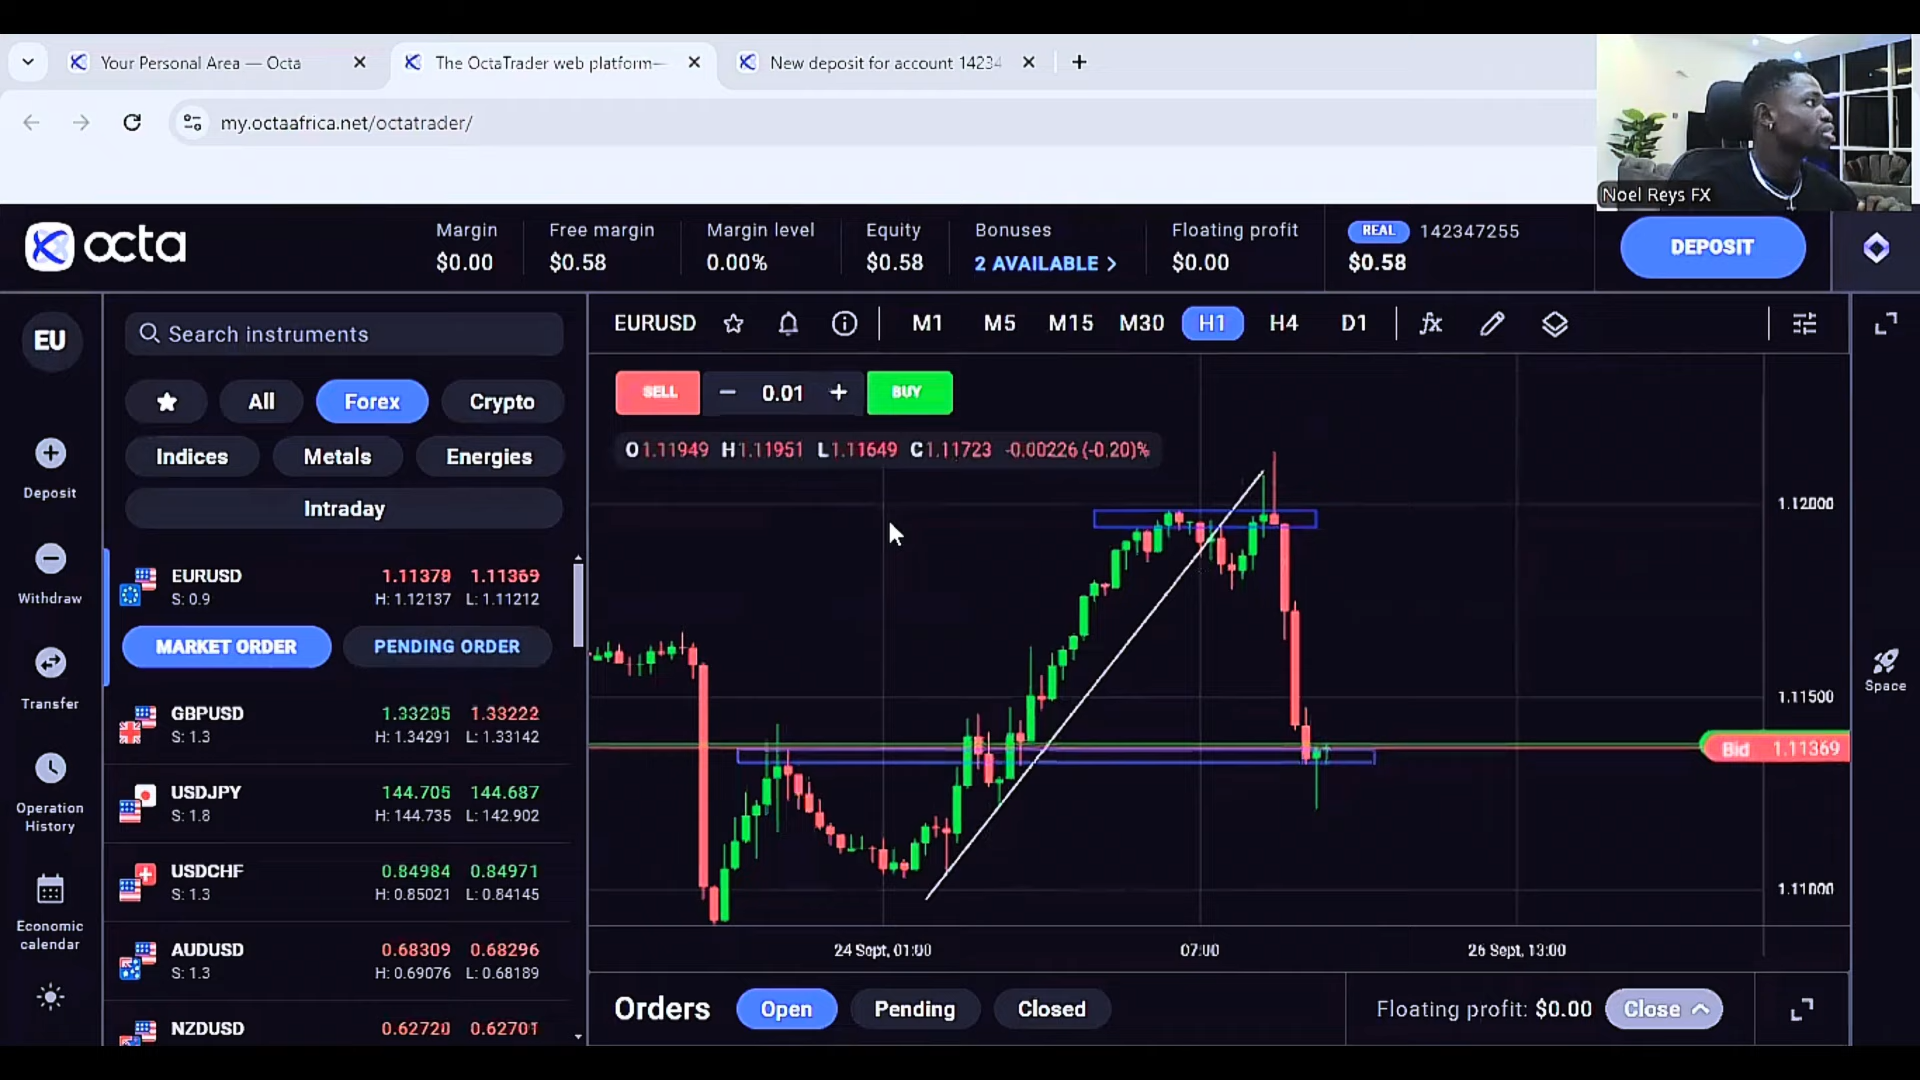 Your Personal Area — Octa
The OctaTrader web platform—
New deposit for account 14234
my.octaafrica.net/octatrader/
Noel Reys FX
octa
Margin
$0.00
Free margin
$0.58
Margin level
0.00%
Equity
$0.58
Bonuses
2 AVAILABLE >
Floating profit
$0.00
REAL 142347255
$0.58
DEPOSIT
EU
Deposit
Withdraw
Transfer
Operation
History
Economic
calendar
Search instruments
All
Forex
Crypto
Indices
Metals
Energies
Intraday
EURUSD 1.11378 1.11369
S: 0.9 H: 1.12137 L: 1.11212
MARKET ORDER
PENDING ORDER
GBPUSD 1.33235 1.33222
S: 1.3 H: 1.34291 L: 1.33142
USDJPY 144.705 144.687
S: 1.8 H: 144.735 L: 142.902
USDCHF 0.84984 0.84971
S: 1.3 H: 0.85021 L: 0.84145
AUDUSD 0.68309 0.68296
S: 1.3 H: 0.69076 L: 0.68189
NZDUSD 0.62720 0.62701
EURUSD
M1 M5 M15 M30 H1 H4 D1
fx
SELL
− 0.01 +
BUY
O1.11949 H1.11951 L1.11649 C1.11723 -0.00226 (-0.20)%
1.12000
1.11500
Bid 1.11369
1.11000
24 Sept, 01:00
07:00
26 Sept, 13:00
Orders
Open
Pending
Closed
Floating profit: $0.00
Close
Space